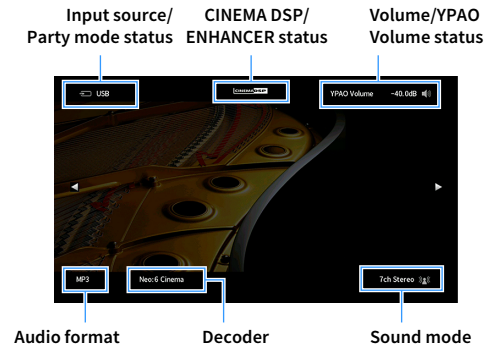 Input source/
Party mode status
CINEMA DSP/
ENHANCER status
Volume/YPAO
Volume status
USB
CINEMA DSP
YPAO Volume -40.0dB
MP3
Neo:6 Cinema
7ch Stereo
Audio format
Decoder
Sound mode